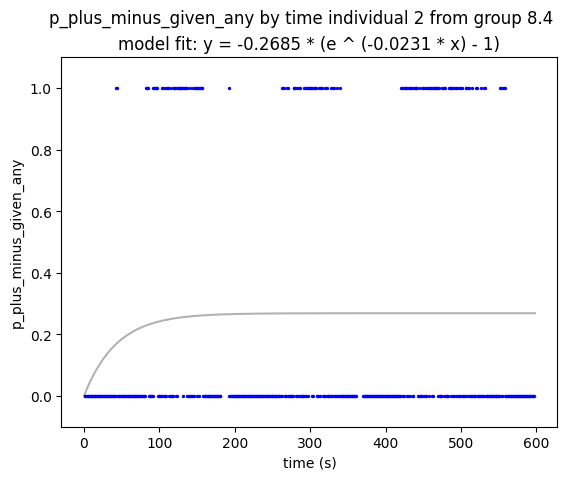 p_plus_minus_given_any by time individual 2 from group 8.4
model fit: y = -0.2685 * (e ^ (-0.0231 * x) - 1)
p_plus_minus_given_any
1.0
0.8
0.6
0.4
0.2
0.0
0 100 200 300 400 500 600
time (s)